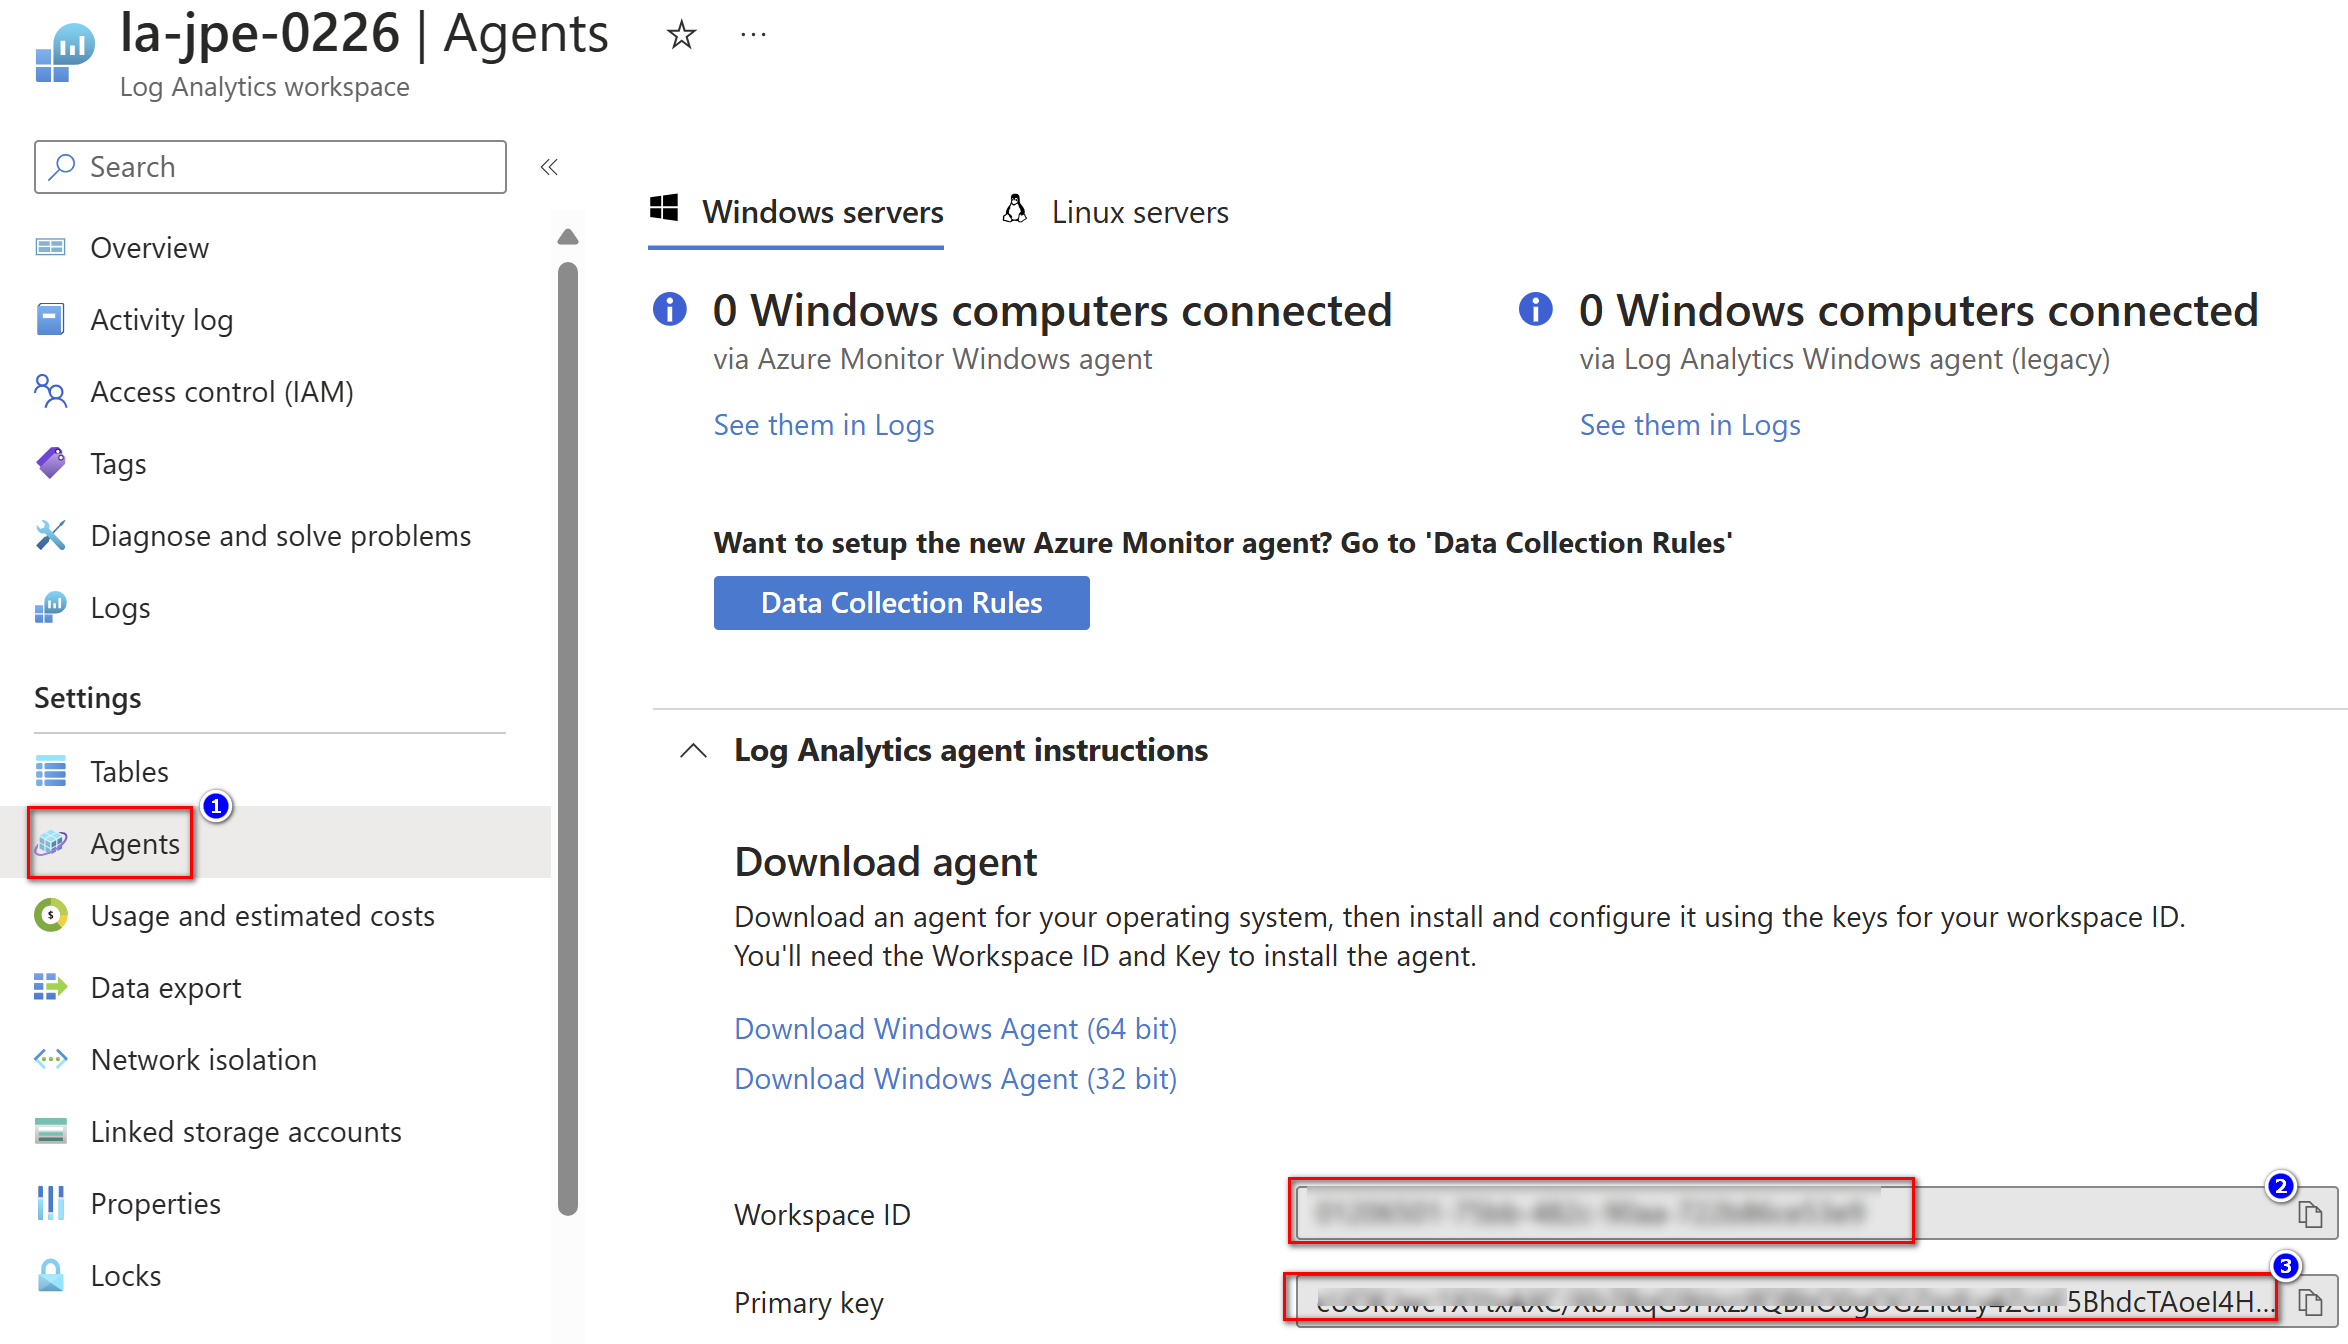 la-jpe-0226 | Agents
Log Analytics workspace
Search
Overview
Activity log
Access control (IAM)
Tags
Diagnose and solve problems
Logs
Settings
Tables
1
Agents
Usage and estimated costs
Data export
Network isolation
Linked storage accounts
Properties
Locks
Windows servers
Linux servers
0 Windows computers connected
via Azure Monitor Windows agent
See them in Logs
0 Windows computers connected
via Log Analytics Windows agent (legacy)
See them in Logs
Want to setup the new Azure Monitor agent? Go to 'Data Collection Rules'
Data Collection Rules
Log Analytics agent instructions
Download agent
Download an agent for your operating system, then install and configure it using the keys for your workspace ID.
You'll need the Workspace ID and Key to install the agent.
Download Windows Agent (64 bit)
Download Windows Agent (32 bit)
Workspace ID
2
Primary key
3